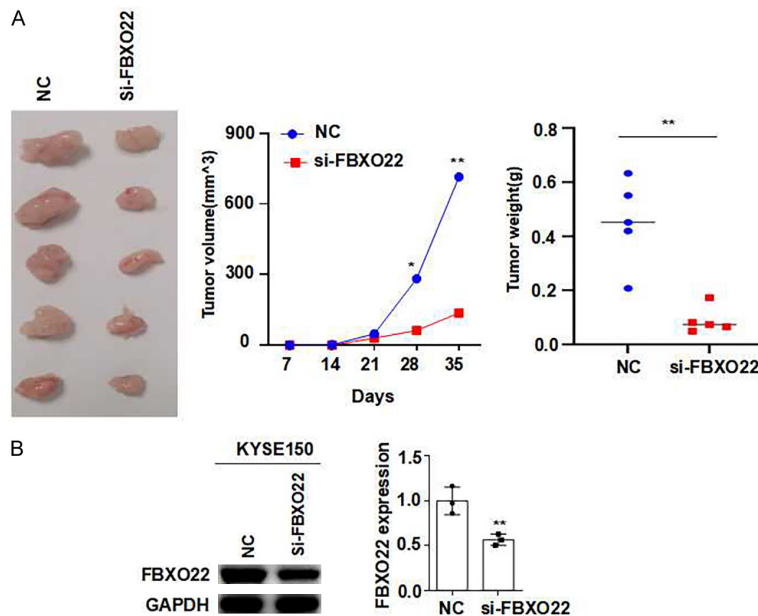 A
NC
Si-FBXO22
900
600
300
0
Tumor volume(mm^3)
NC
si-FBXO22
*
**
7 14 21 28 35
Days
0.8
0.6
0.4
0.2
0.0
Tumor weight(g)
**
NC si-FBXO22
B
KYSE150
NC
Si-FBXO22
FBXO22
GAPDH
1.5
1.0
0.5
0.0
FBXO22 expression
**
NC si-FBXO22